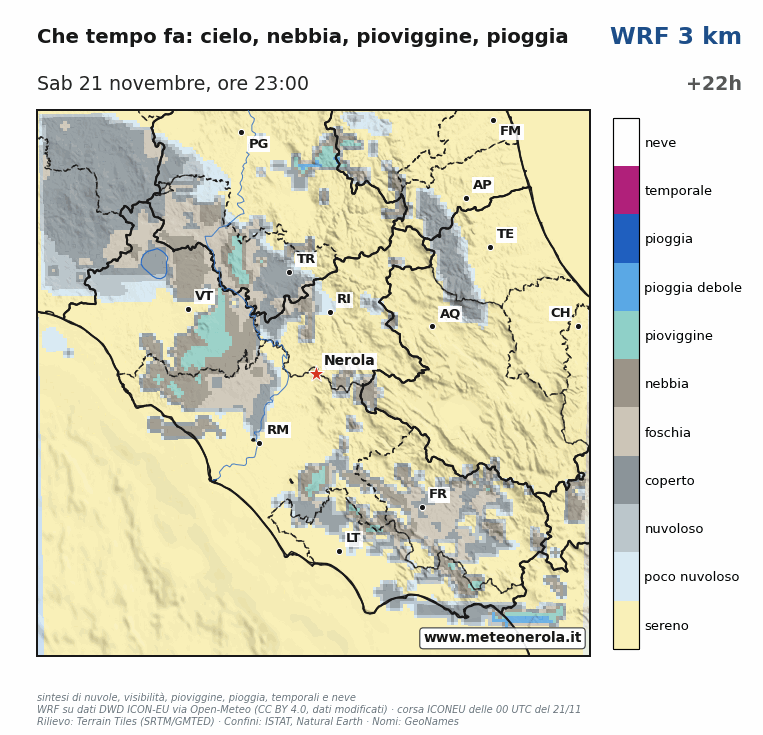 Che tempo fa: cielo, nebbia, pioviggine, pioggia
WRF 3 km
Sab 21 novembre, ore 23:00
+22h
PG
FM
AP
TE
TR
RI
VT
AQ
CH
Nerola
RM
FR
LT
www.meteonerola.it
neve
temporale
pioggia
pioggia debole
pioviggine
nebbia
foschia
coperto
nuvoloso
poco nuvoloso
sereno
sintesi di nuvole, visibilità, pioviggine, pioggia, temporali e neve
WRF su dati DWD ICON-EU via Open-Meteo (CC BY 4.0, dati modificati) · corsa ICONEU delle 00 UTC del 21/11
Rilievo: Terrain Tiles (SRTM/GMTED) · Confini: ISTAT, Natural Earth · Nomi: GeoNames